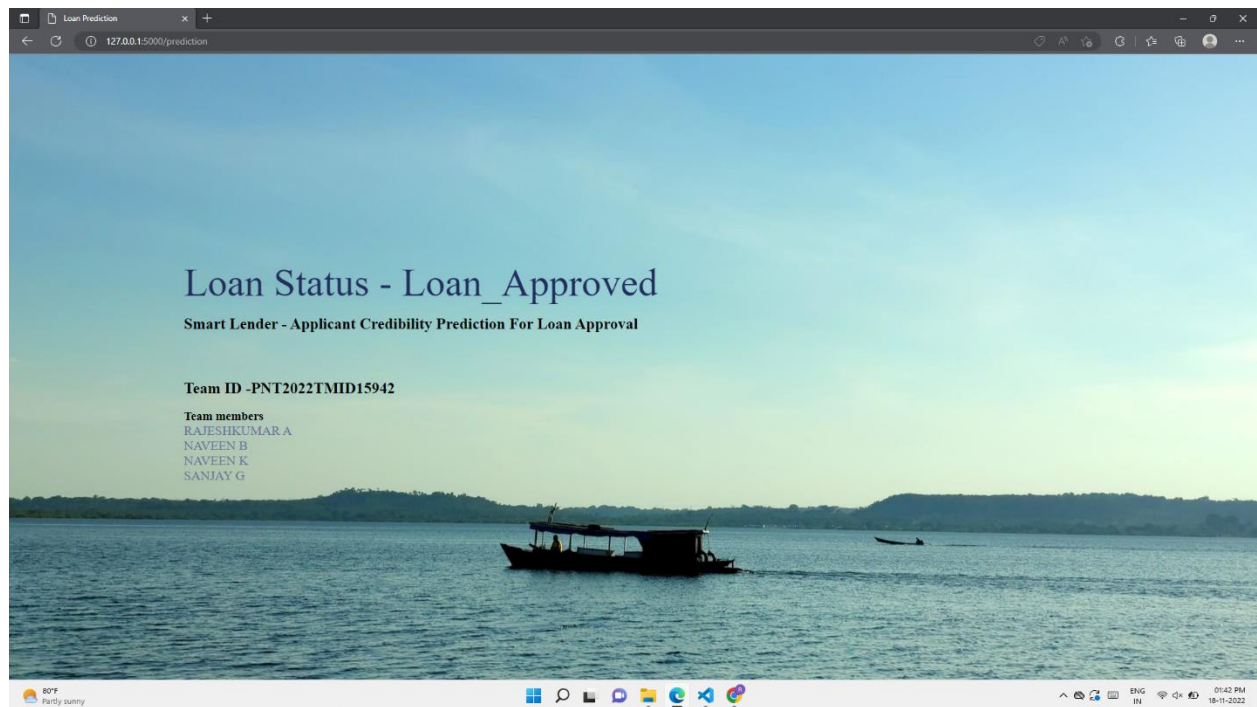 Loan Prediction
127.0.0.1:5000/prediction
Loan Status - Loan_Approved
Smart Lender - Applicant Credibility Prediction For Loan Approval
Team ID -PNT2022TMID15942
Team members
RAJESHKUMAR A
NAVEEN B
NAVEEN K
SANJAY G
80°F
Partly sunny
ENG
IN
01:42 PM
18-11-2022